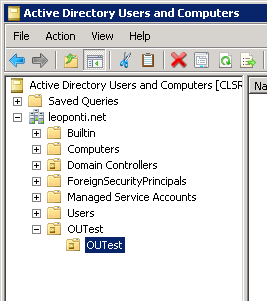 Active Directory Users and Computers
File Action View Help
Active Directory Users and Computers [CLSR
Na
Saved Queries
leoponti.net
Builtin
Computers
Domain Controllers
ForeignSecurityPrincipals
Managed Service Accounts
Users
OUTest
OUTest